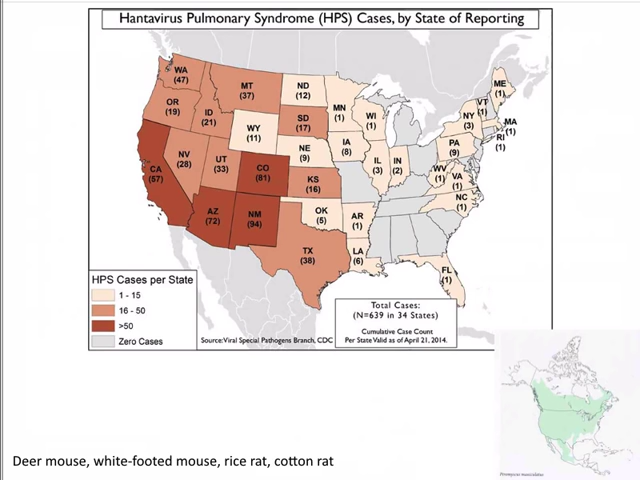 Hantavirus Pulmonary Syndrome (HPS) Cases, by State of Reporting
WA
(47)
MT
(37)
ND
(12)
MN
(1)
ME
(1)
VT
(1)
OR
(19)
ID
(21)
SD
(17)
WI
(1)
NY
(3)
MA
(1)
RI
(1)
WY
(11)
NE
(9)
IA
(8)
PA
(9)
NV
(28)
UT
(33)
CO
(81)
KS
(16)
IL
(3)
IN
(2)
WV
(1)
VA
(1)
CA
(57)
NC
(1)
AZ
(72)
NM
(94)
OK
(5)
AR
(1)
TX
(38)
LA
(6)
FL
(1)
HPS Cases per State
1 - 15
16 - 50
>50
Zero Cases
Total Cases:
(N=639 in 34 States)
Cumulative Case Count
Per State Valid as of April 21, 2014.
Source: Viral Special Pathogens Branch, CDC
Peromyscus maniculatus
Deer mouse, white-footed mouse, rice rat, cotton rat